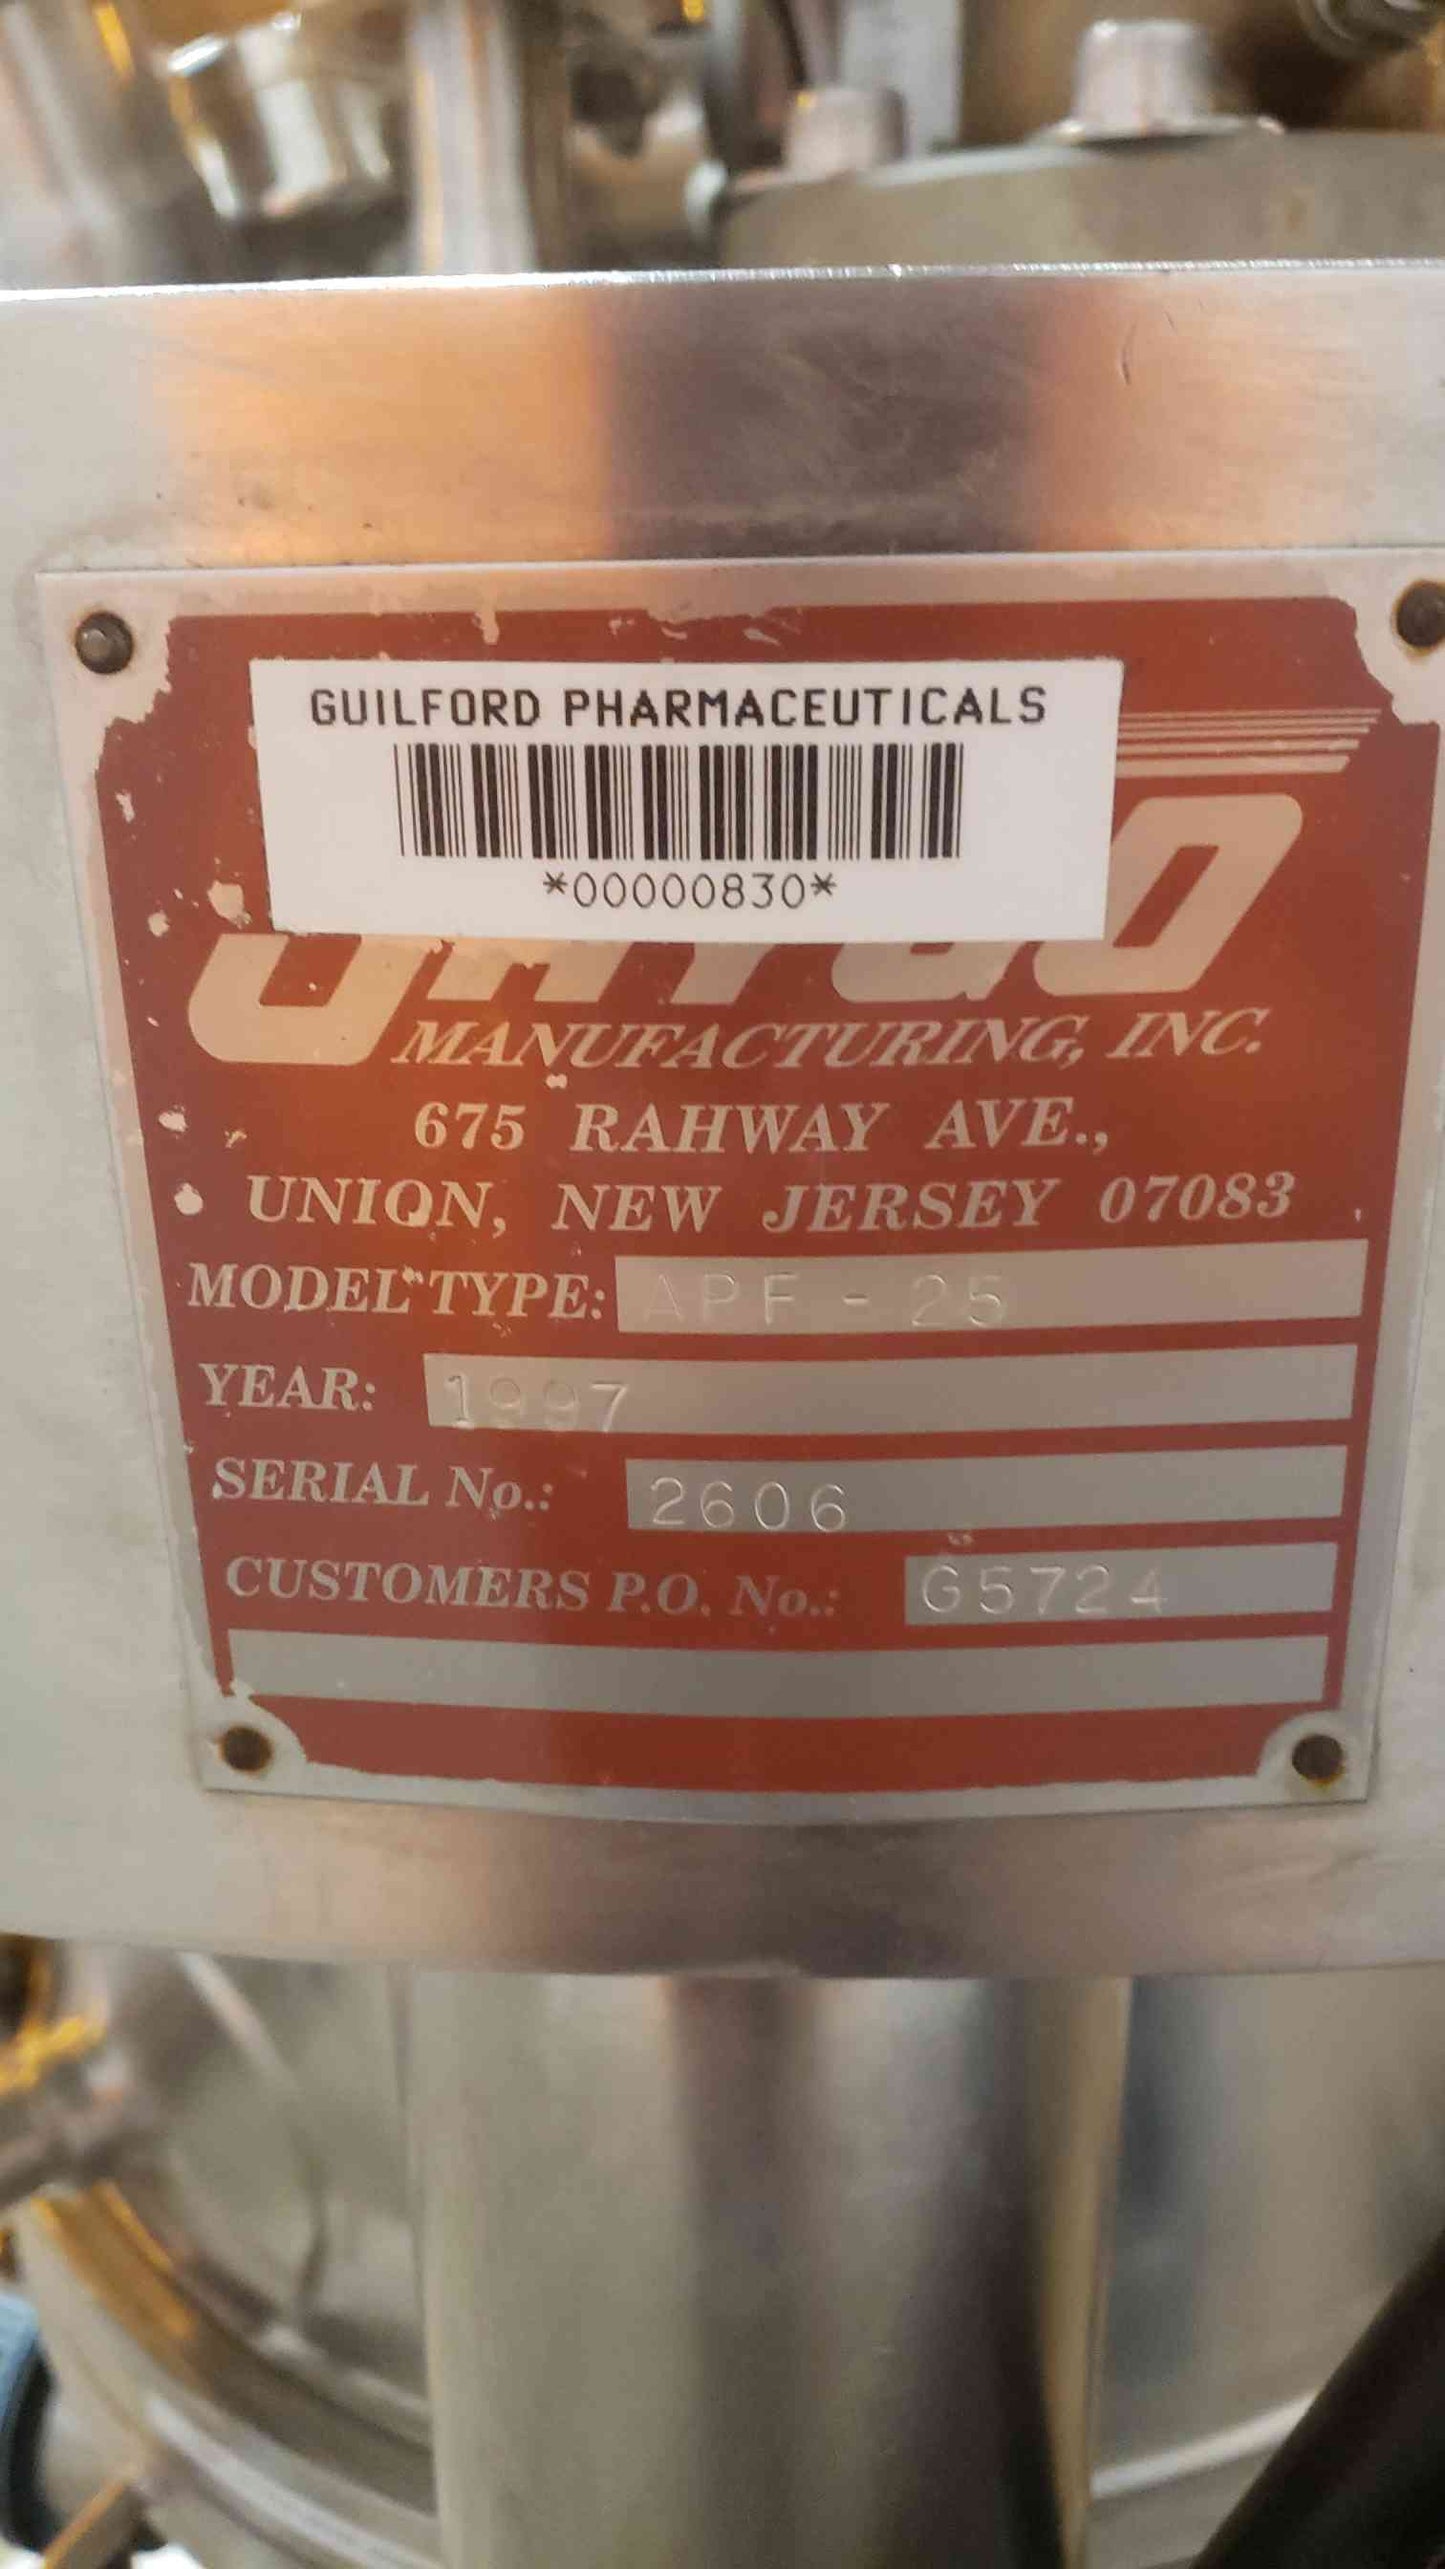 GUILFORD PHARMACEUTICALS
*00000830*
MANUFACTURING, INC.
675 RAHWAY AVE.,
UNION, NEW JERSEY 07083
MODEL TYPE: APF - 25
YEAR: 1997
SERIAL No.: 2606
CUSTOMERS P.O. No.: G5724